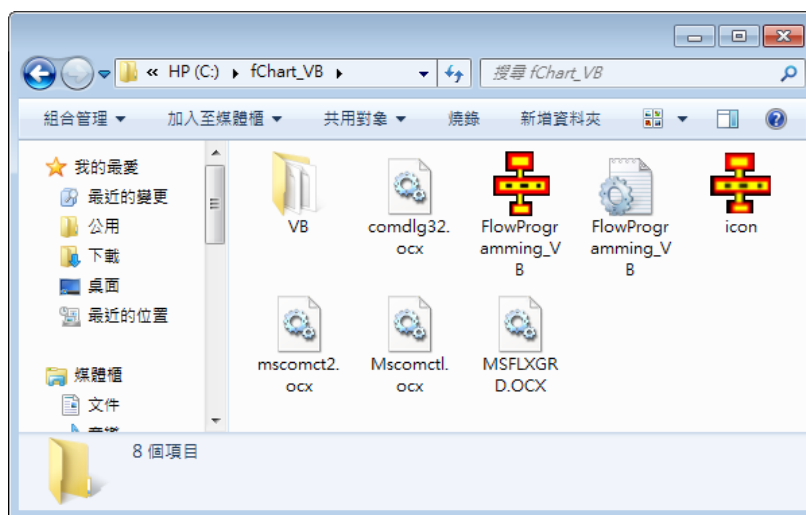 « HP (C:) ▸ fChart_VB ▸
搜尋 fChart_VB
組合管理 ▼ 加入至媒體櫃 ▼ 共用對象 ▼ 燒錄 新增資料夾
我的最愛
最近的變更
公用
下載
桌面
最近的位置
媒體櫃
文件
VB
comdlg32.
ocx
FlowProgr
amming_V
B
FlowProgr
amming_V
B
icon
mscomct2.
ocx
Mscomctl.
ocx
MSFLXGR
D.OCX
8 個項目